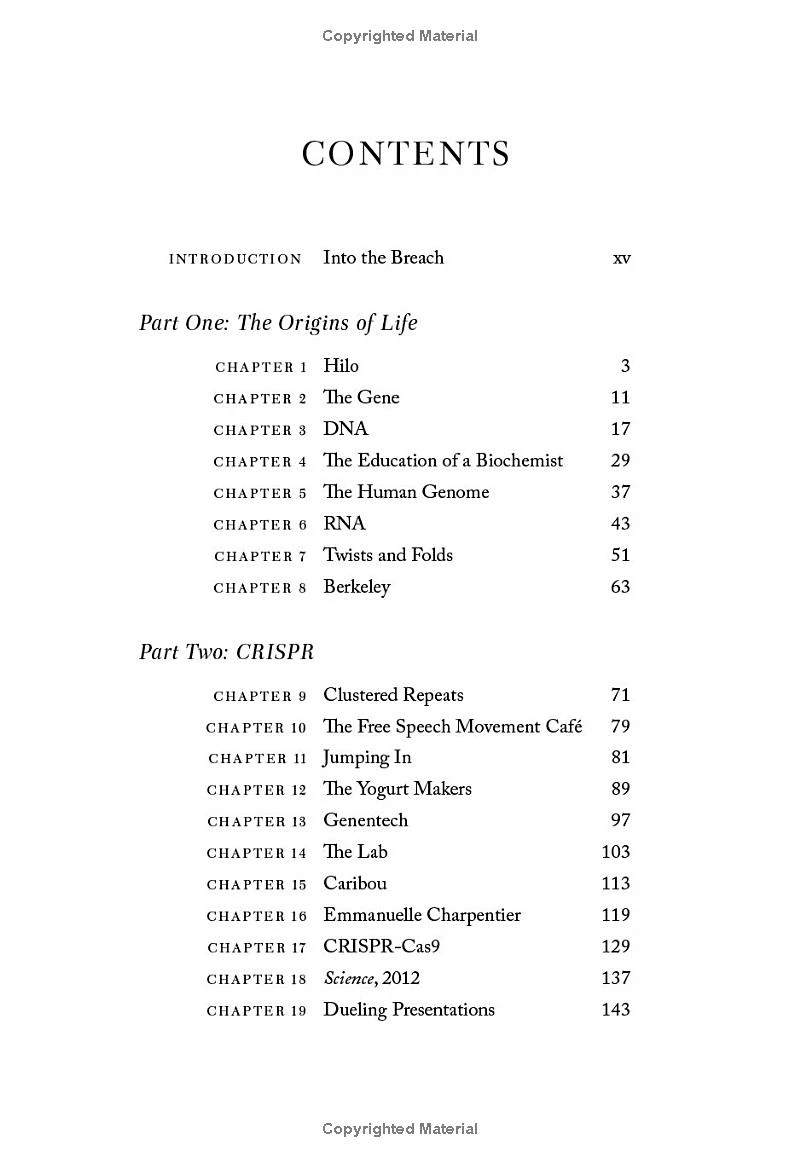 Copyrighted Material
CONTENTS
INTRODUCTION Into the Breach xv
Part One: The Origins of Life
CHAPTER 1 Hilo 3
CHAPTER 2 The Gene 11
CHAPTER 3 DNA 17
CHAPTER 4 The Education of a Biochemist 29
CHAPTER 5 The Human Genome 37
CHAPTER 6 RNA 43
CHAPTER 7 Twists and Folds 51
CHAPTER 8 Berkeley 63
Part Two: CRISPR
CHAPTER 9 Clustered Repeats 71
CHAPTER 10 The Free Speech Movement Café 79
CHAPTER 11 Jumping In 81
CHAPTER 12 The Yogurt Makers 89
CHAPTER 13 Genentech 97
CHAPTER 14 The Lab 103
CHAPTER 15 Caribou 113
CHAPTER 16 Emmanuelle Charpentier 119
CHAPTER 17 CRISPR-Cas9 129
CHAPTER 18 Science, 2012 137
CHAPTER 19 Dueling Presentations 143
Copyrighted Material